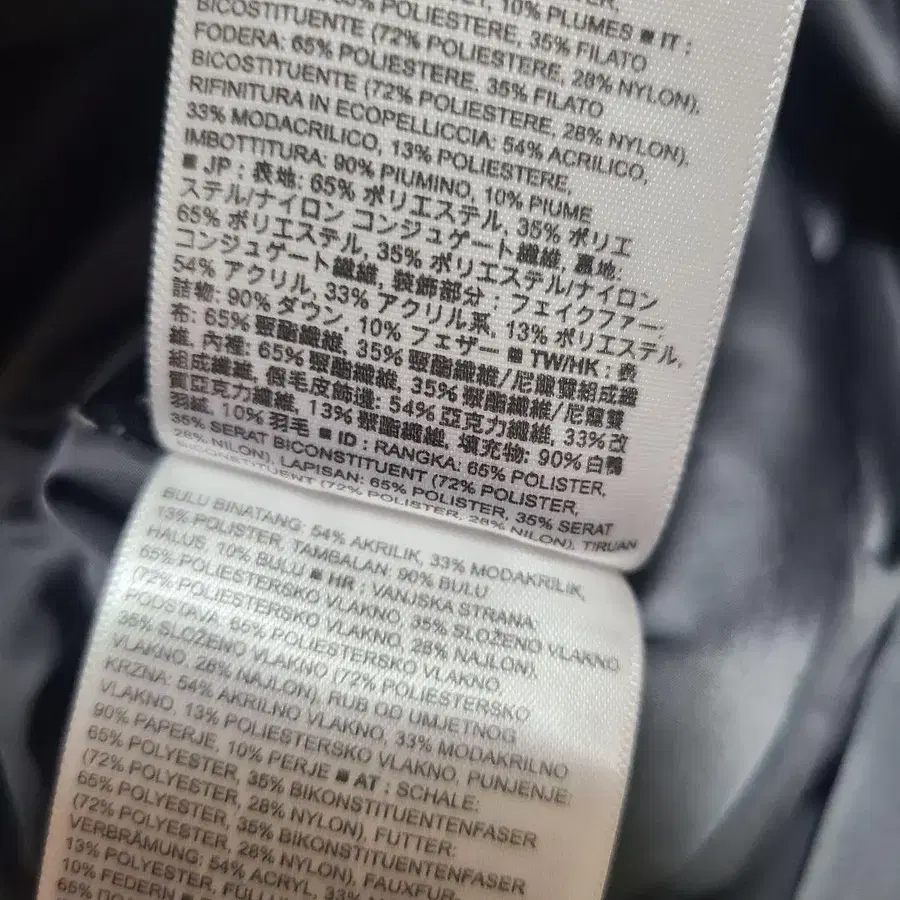 10% PLUMES ■ IT :
35% POLIESTERE, 35% FILATO
BICOSTITUENTE (72% POLIESTERE, 28% NYLON),
FODERA: 65% POLIESTERE, 35% FILATO
BICOSTITUENTE (72% POLIESTERE, 28% NYLON),
RIFINITURA IN ECOPELLICCIA: 54% ACRILICO,
33% MODACRILICO, 13% POLIESTERE,
IMBOTTITURA: 90% PIUMINO, 10% PIUME
■ JP : 表地: 65% ポリエステル, 35% ポリエ
ステル/ナイロン コンジュゲート繊維, 裏地:
65% ポリエステル, 35% ポリエステル/ナイロン
コンジュゲート繊維, 装飾部分 : フェイクファー:
54% アクリル, 33% アクリル系, 13% ポリエステル,
詰物: 90% ダウン, 10% フェザー ■ TW/HK : 表
布: 65% 聚酯纖維, 35% 聚酯纖維/尼龍雙組成纖
維, 內裡: 65% 聚酯纖維, 35% 聚酯纖維/尼龍雙
組成纖維, 假毛皮飾邊: 54% 亞克力纖維, 33% 改
質亞克力纖維, 13% 聚酯纖維, 填充物: 90% 白鴨
羽絨, 10% 羽毛 ■ ID : RANGKA: 65% POLISTER,
35% SERAT BICONSTITUENT (72% POLISTER,
28% NILON), LAPISAN: 65% POLISTER, 35% SERAT
BICONSTITUENT (72% POLISTER, 28% NILON), TIRUAN
BULU BINATANG: 54% AKRILIK, 33% MODAKRILIK,
13% POLISTER, TAMBALAN: 90% BULU
HALUS, 10% BULU ■ HR : VANJSKA STRANA,
65% POLIESTERSKO VLAKNO, 35% SLOŽENO VLAKNO
(72% POLIESTERSKO VLAKNO, 28% NAJLON),
PODSTAVA, 65% POLIESTERSKO VLAKNO,
35% SLOŽENO VLAKNO (72% POLIESTERSKO
VLAKNO, 28% NAJLON), RUB OD UMJETNOG
KRZNA: 54% AKRILNO VLAKNO, 33% MODAKRILNO
VLAKNO, 13% POLIESTERSKO VLAKNO, PUNJENJE:
90% PAPERJE, 10% PERJE ■ AT : SCHALE:
65% POLYESTER, 35% BIKONSTITUENTENFASER
(72% POLYESTER, 28% NYLON), FUTTER:
65% POLYESTER, 35% BIKONSTITUENTENFASER
(72% POLYESTER, 28% NYLON), FAUXFUR,
VERBRÄMUNG: 54% ACRYL, 33%
13% POLYESTER,
10% FEDERN ■
65%